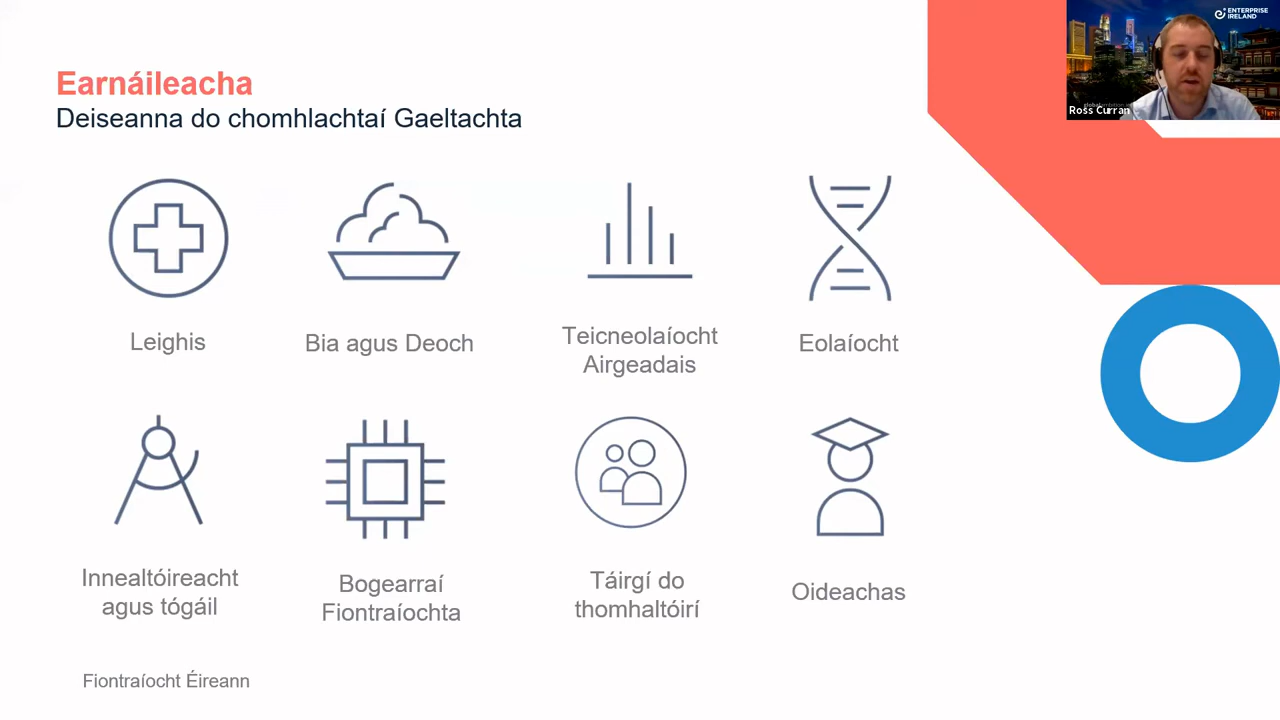 Earnáileacha
Deiseanna do chomhlachtaí Gaeltachta
ENTERPRISE
IRELAND
Ross Curran
Leighis
Bia agus Deoch
Teicneolaíocht
Airgeadais
Eolaíocht
Innealtóireacht
agus tógáil
Bogearraí
Fiontraíochta
Táirgí do
thomhaltóirí
Oideachas
Fiontraíocht Éireann